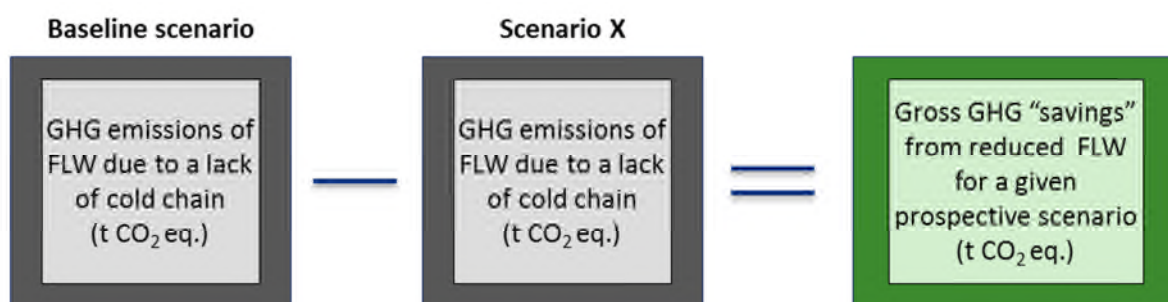 Baseline scenario
Scenario X
GHG emissions of
FLW due to a lack
of cold chain
(t CO₂ eq.)
GHG emissions of
FLW due to a lack
of cold chain
(t CO₂ eq.)
Gross GHG “savings”
from reduced FLW
for a given
prospective scenario
(t CO₂ eq.)